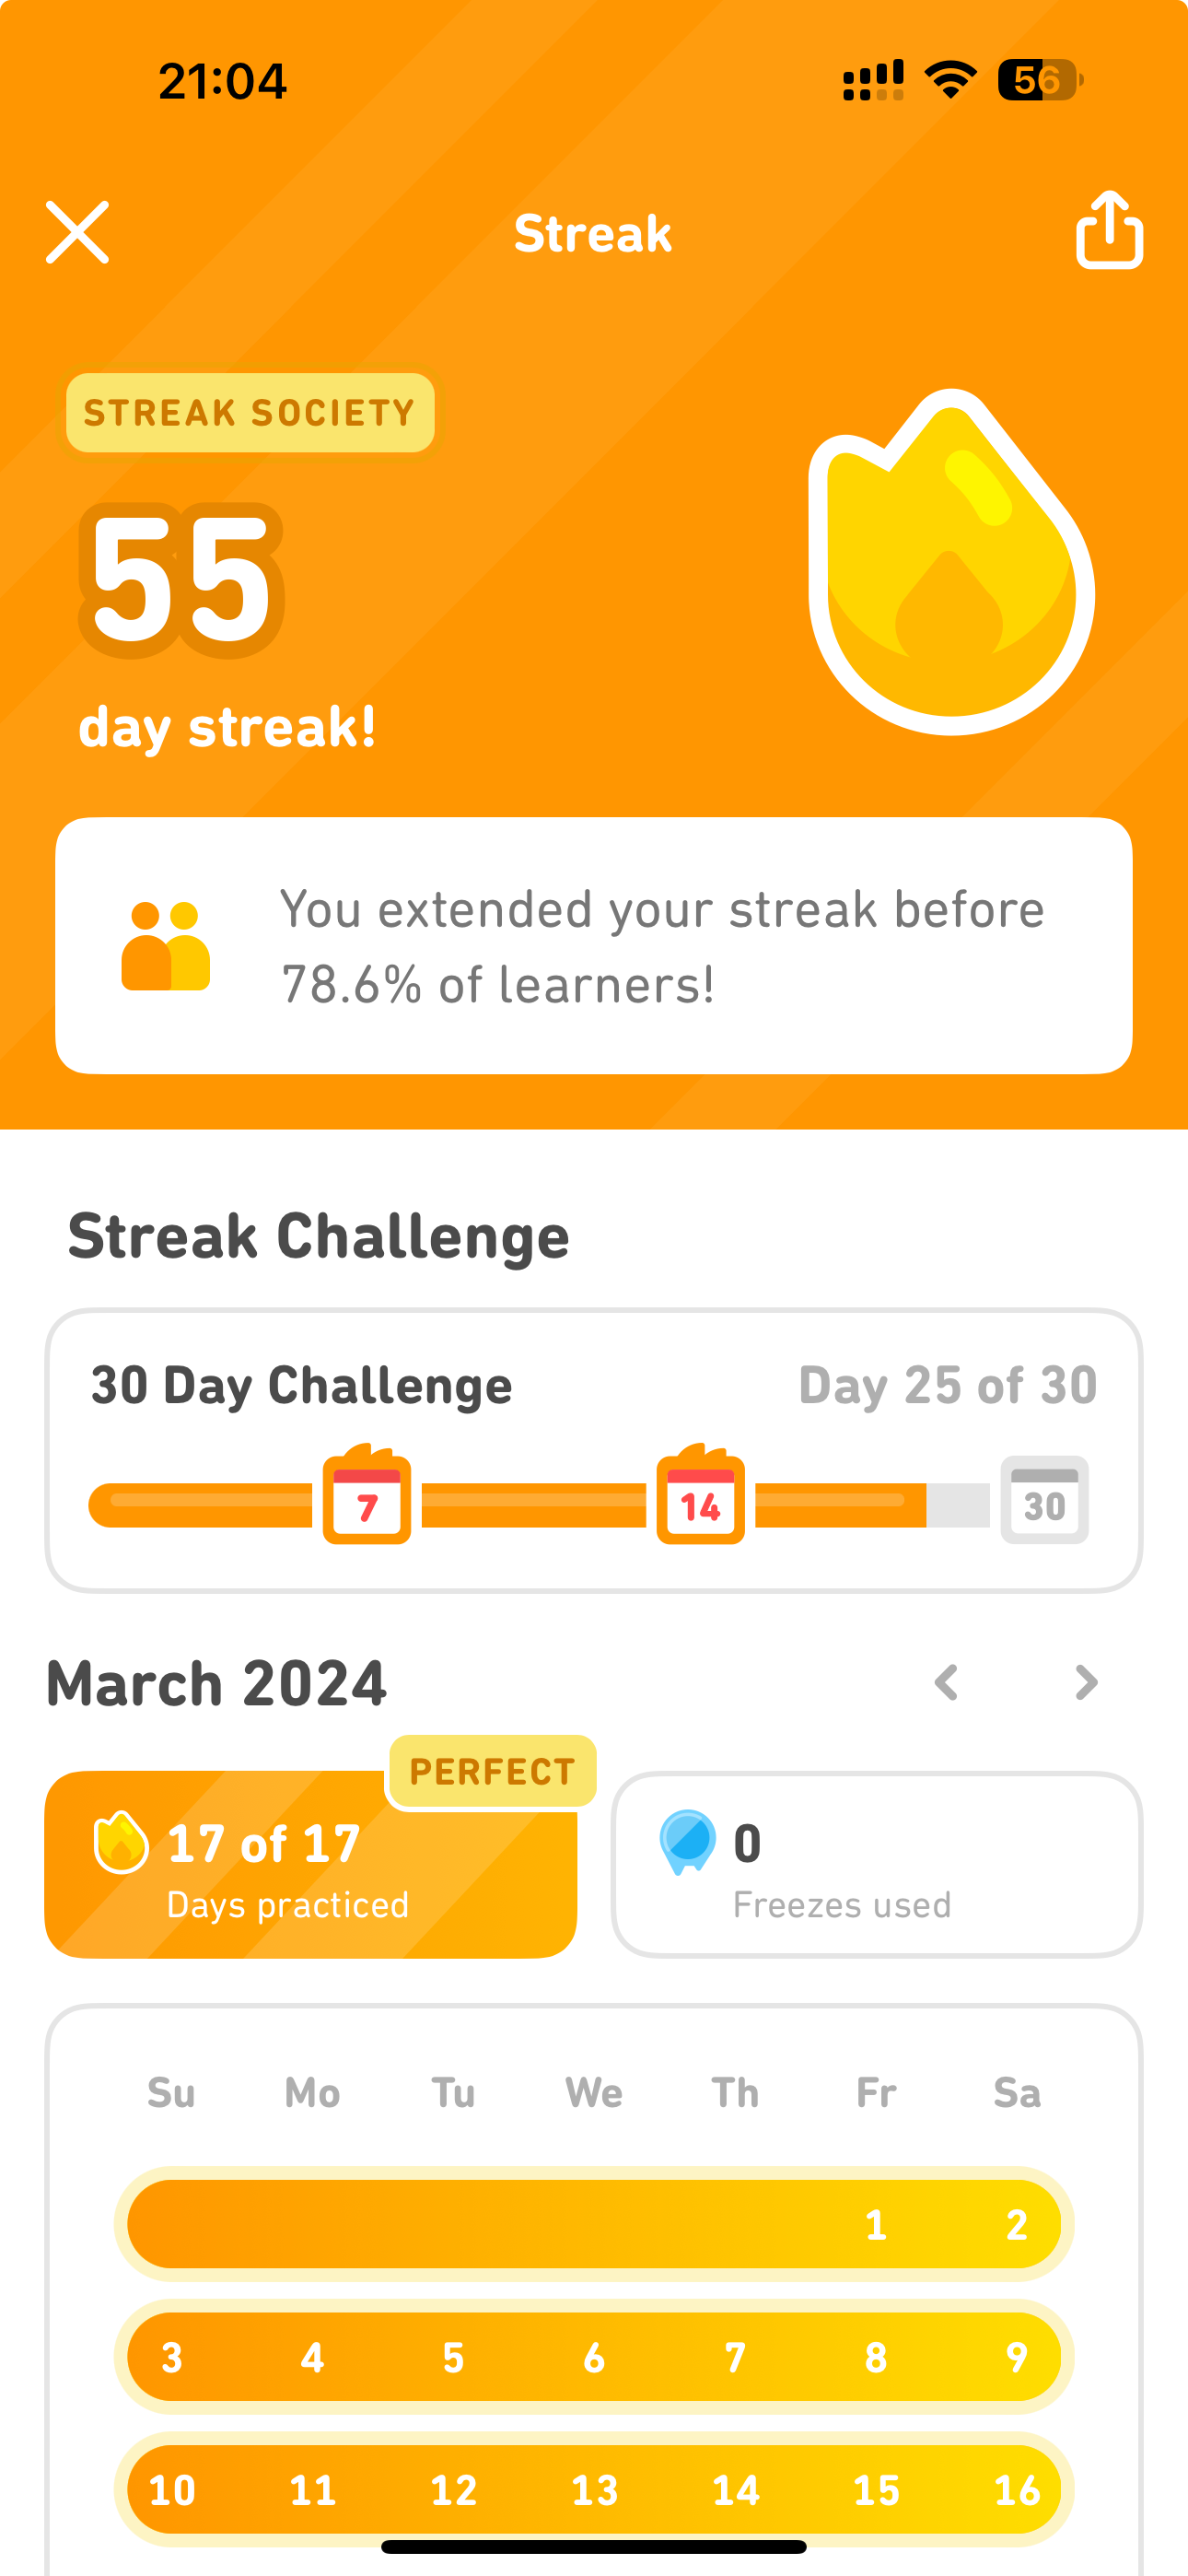 21:04
56
Streak
STREAK SOCIETY
55
day streak!
You extended your streak before
78.6% of learners!
Streak Challenge
30 Day Challenge
Day 25 of 30
7
14
30
March 2024
PERFECT
17 of 17
Days practiced
0
Freezes used
Su Mo Tu We Th Fr Sa
1 2
3 4 5 6 7 8 9
10 11 12 13 14 15 16